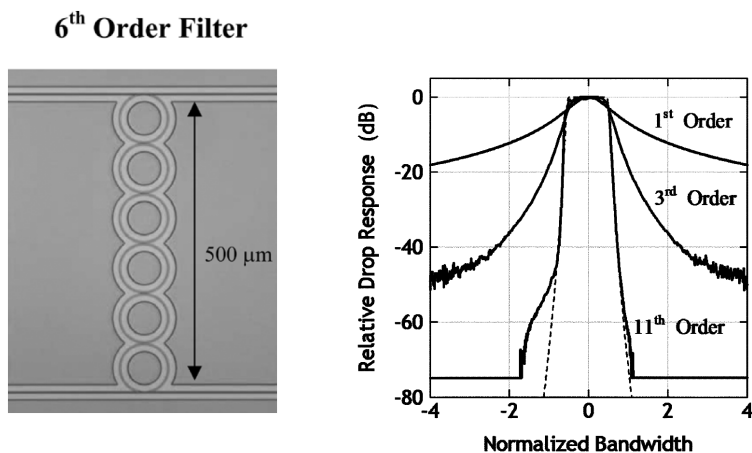 6th Order Filter
500 µm
Relative Drop Response (dB)
0
-20
-40
-60
-80
1st Order
3rd Order
11th Order
-4 -2 0 2 4
Normalized Bandwidth